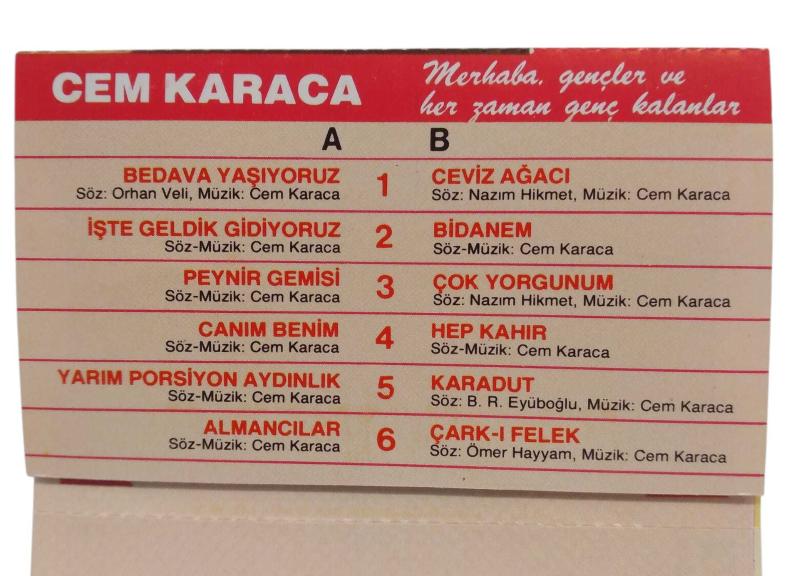 CEM KARACA
Merhaba, gençler ve
her zaman genç kalanlar
A
B
BEDAVA YAŞIYORUZ
Söz: Orhan Veli, Müzik: Cem Karaca
1
CEVİZ AĞACI
Söz: Nazım Hikmet, Müzik: Cem Karaca
İŞTE GELDİK GİDİYORUZ
Söz-Müzik: Cem Karaca
2
BİDANEM
Söz-Müzik: Cem Karaca
PEYNİR GEMİSİ
Söz-Müzik: Cem Karaca
3
ÇOK YORGUNUM
Söz: Nazım Hikmet, Müzik: Cem Karaca
CANIM BENİM
Söz-Müzik: Cem Karaca
4
HEP KAHIR
Söz-Müzik: Cem Karaca
YARIM PORSİYON AYDINLIK
Söz-Müzik: Cem Karaca
5
KARADUT
Söz: B. R. Eyüboğlu, Müzik: Cem Karaca
ALMANCILAR
Söz-Müzik: Cem Karaca
6
ÇARK-I FELEK
Söz: Ömer Hayyam, Müzik: Cem Karaca